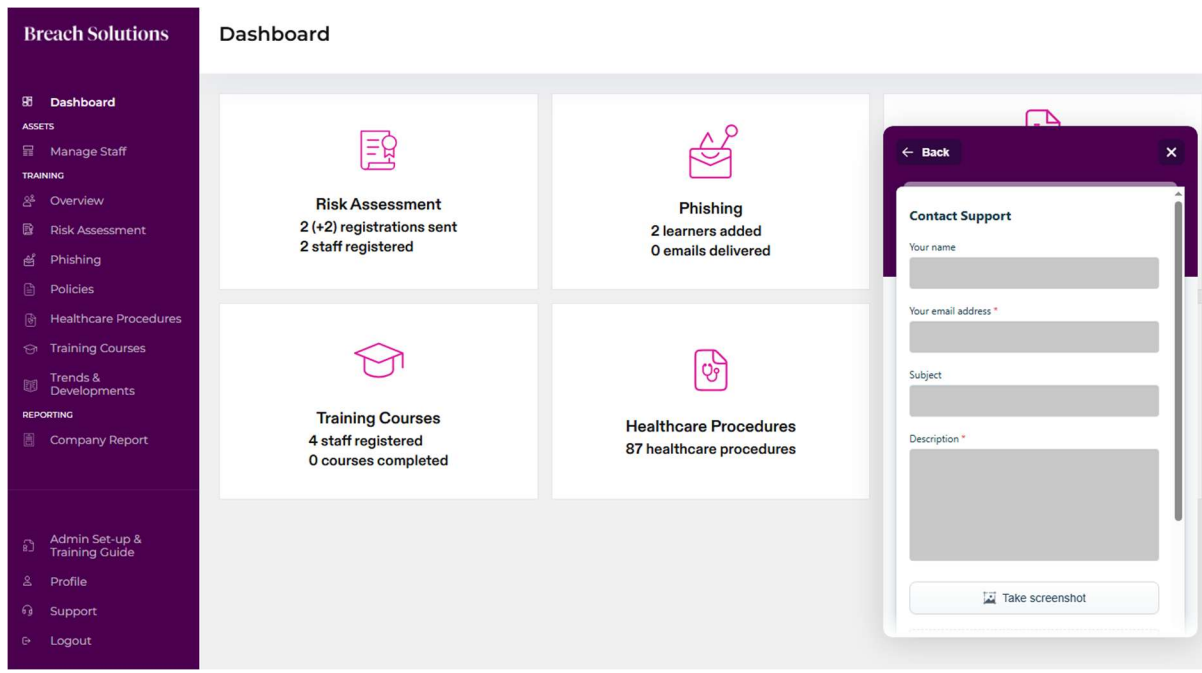 Breach Solutions
Dashboard
Dashboard
ASSETS
Manage Staff
TRAINING
Overview
Risk Assessment
Phishing
Policies
Healthcare Procedures
Training Courses
Trends &
Developments
REPORTING
Company Report
Admin Set-up &
Training Guide
Profile
Support
Logout
Risk Assessment
2 (+2) registrations sent
2 staff registered
Phishing
2 learners added
0 emails delivered
Training Courses
4 staff registered
0 courses completed
Healthcare Procedures
87 healthcare procedures
← Back
Contact Support
Your name
Your email address *
Subject
Description *
Take screenshot